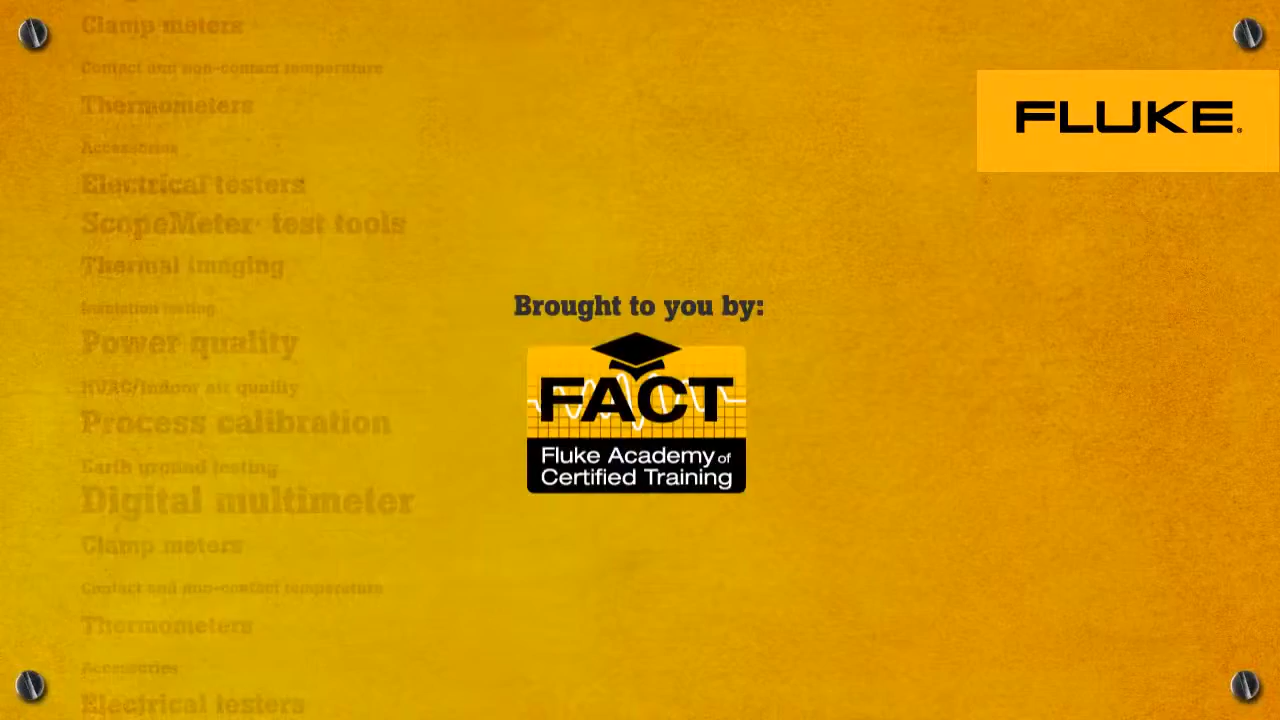 Clamp meters
Contact and non-contact temperature
Thermometers
Accessories
Electrical testers
ScopeMeter® test tools
Thermal imaging
Insulation testing
Power quality
HVAC/Indoor air quality
Process calibration
Earth ground testing
Digital multimeter
Clamp meters
Contact and non-contact temperature
Thermometers
Accessories
Electrical testers
FLUKE®
Brought to you by:
FACT
Fluke Academy of
Certified Training